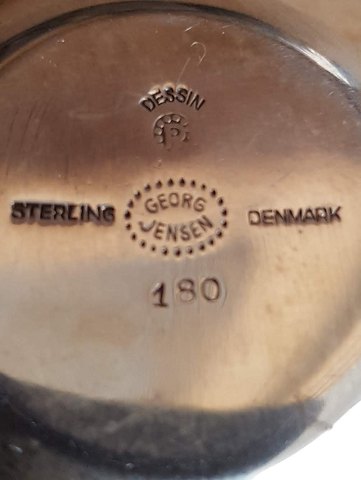 DESSIN
STERLING GEORG JENSEN DENMARK
180